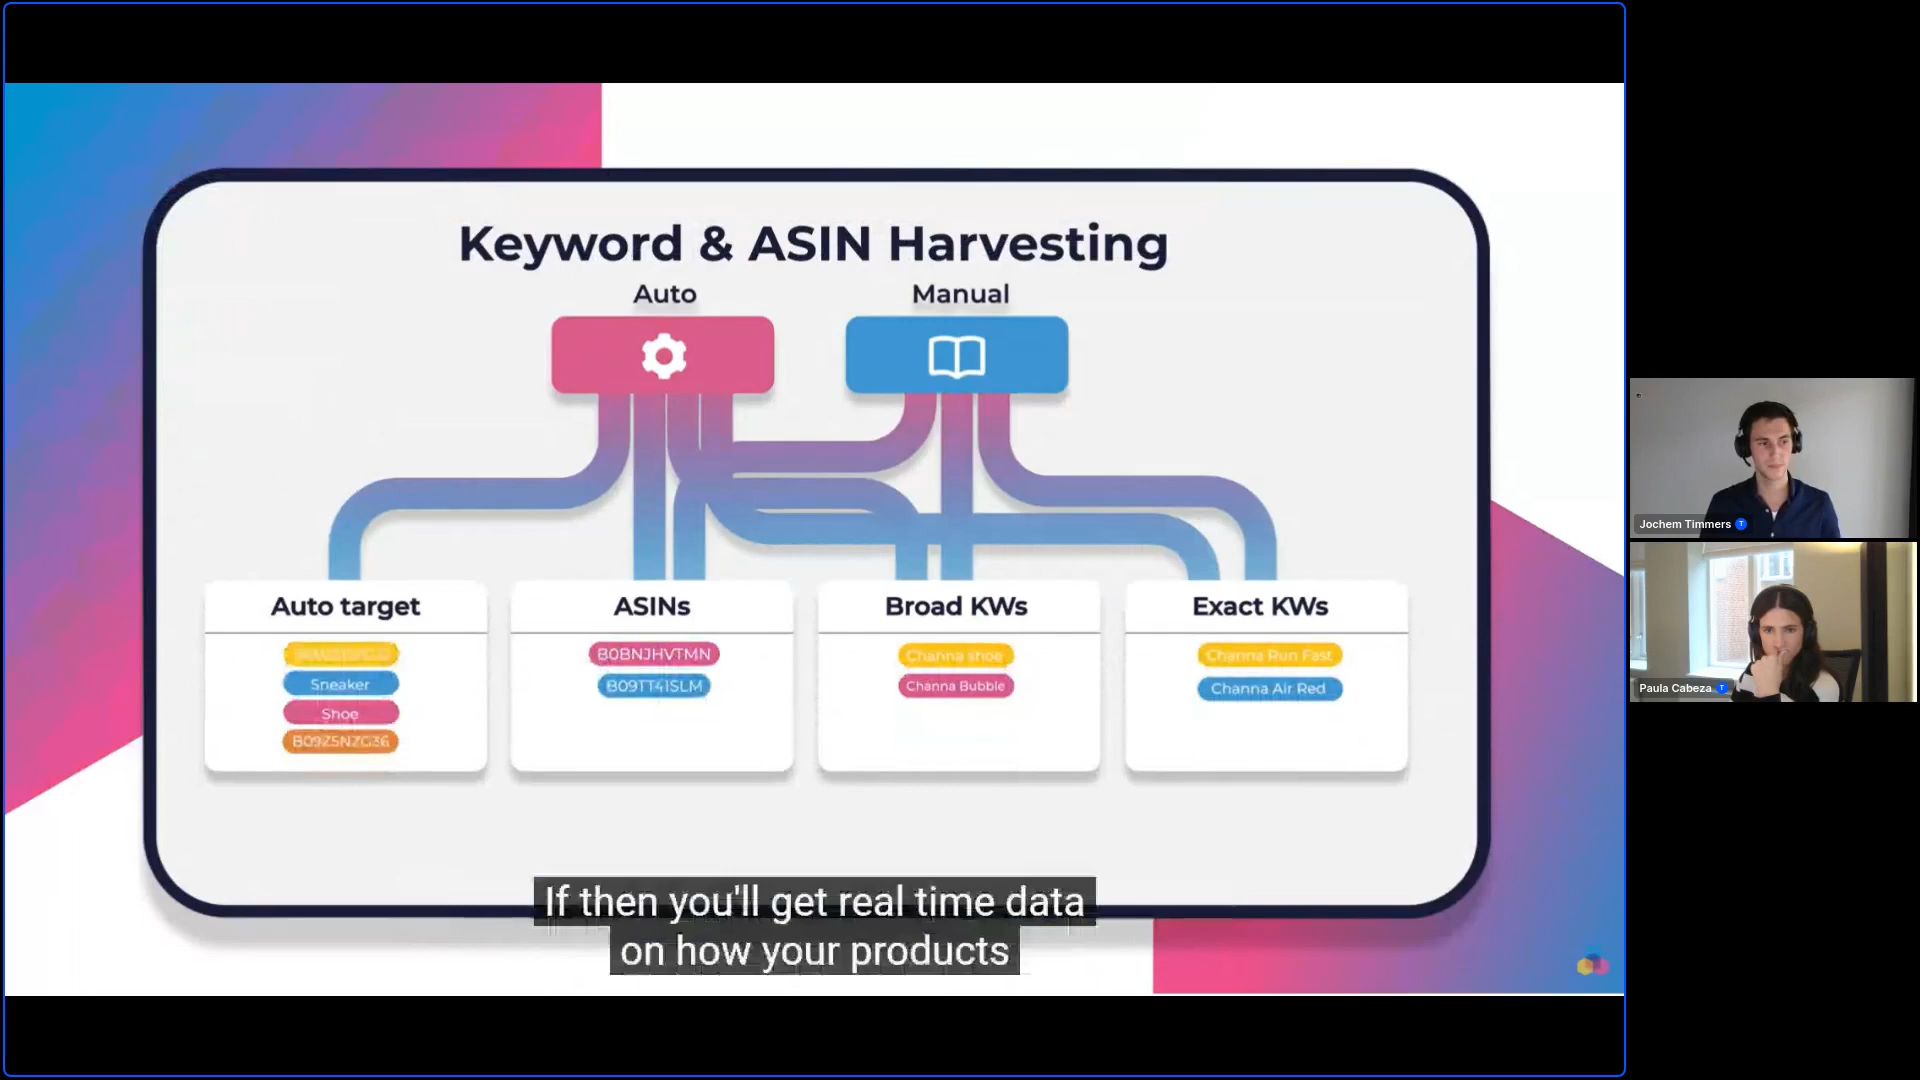 Keyword & ASIN Harvesting
Auto
Manual
Auto target
Sneaker
Shoe
B09Z5NZG36
ASINs
B0BNJHVTMN
B09TT41SLM
Broad KWs
Channa shoe
Channa Bubble
Exact KWs
Channa Run Fast
Channa Air Red
If then you'll get real time data
on how your products
Jochem Timmers T
Paula Cabeza T